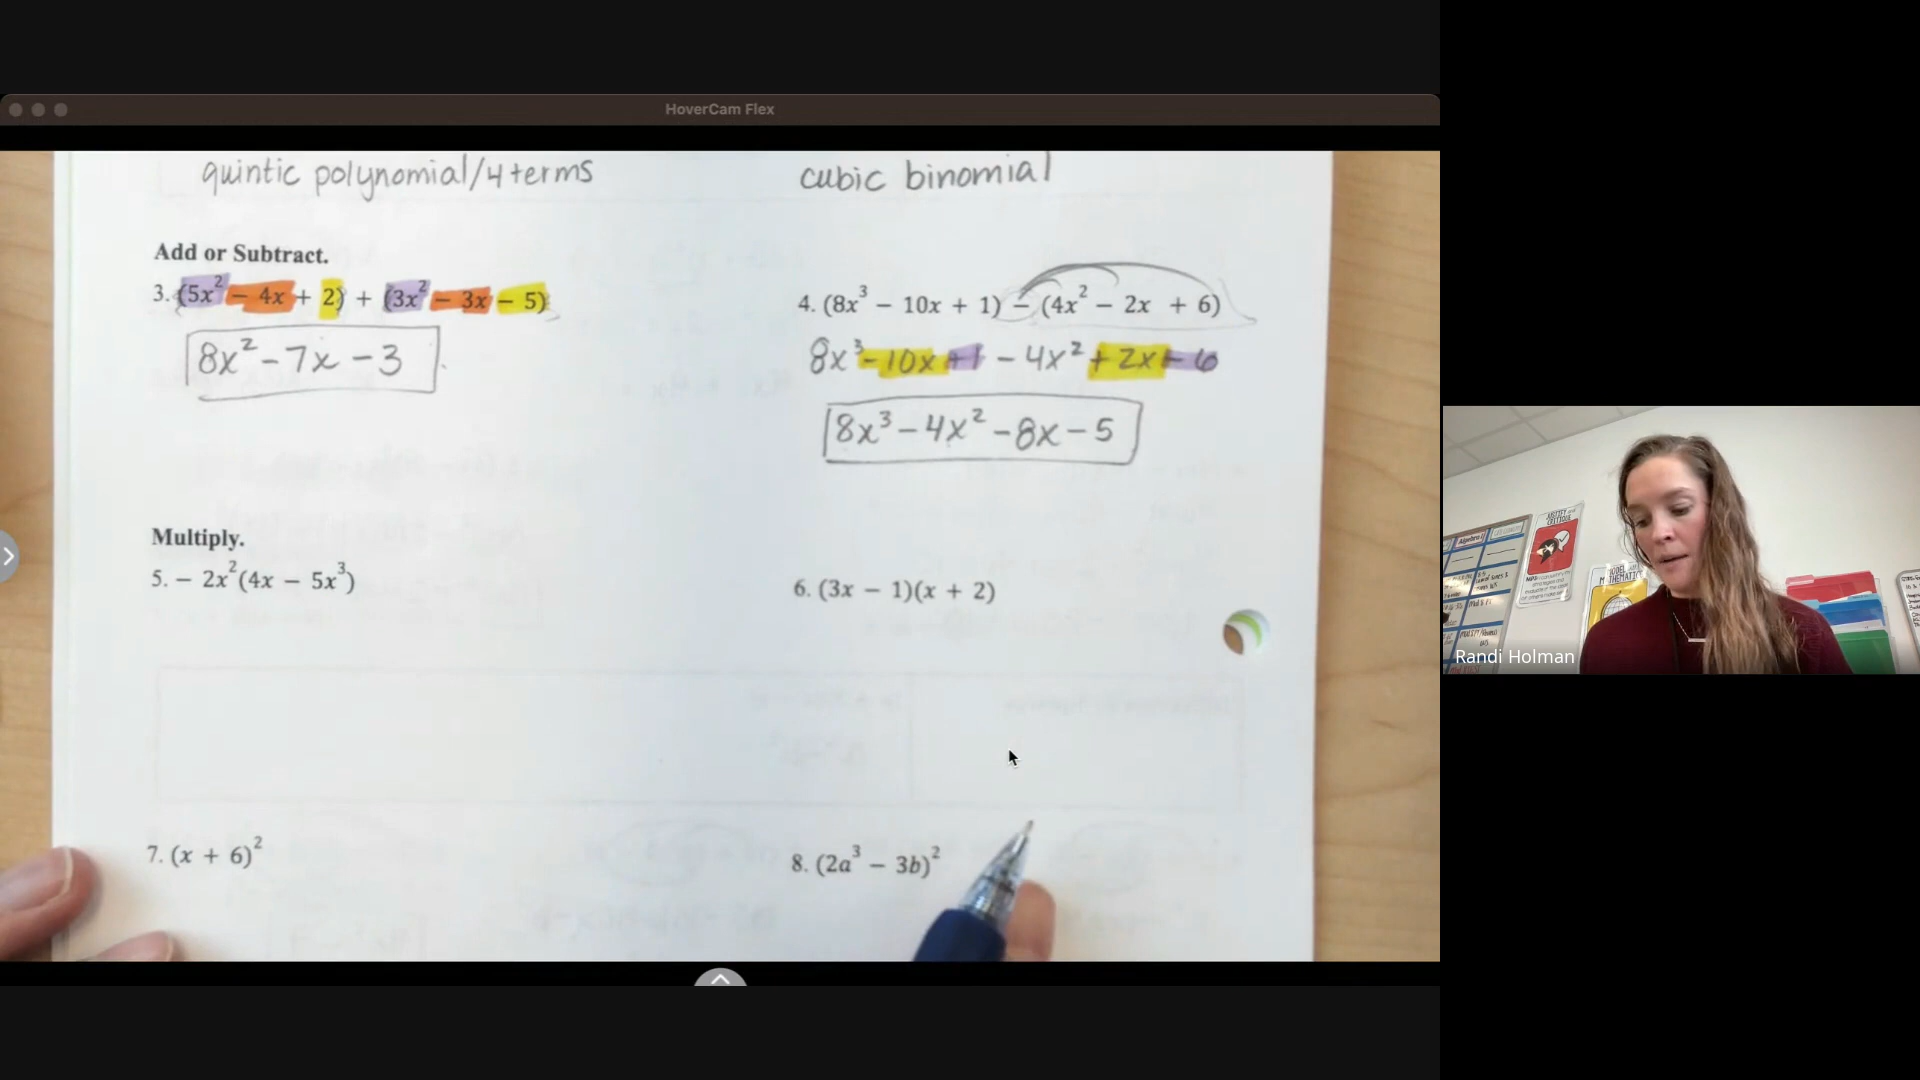 HoverCam Flex
quintic polynomial/4 terms
cubic binomial
Add or Subtract.
3. (5x² − 4x + 2) + (3x² − 3x − 5)
8x² − 7x − 3
4. (8x³ − 10x + 1) − (4x² − 2x + 6)
8x³ − 10x + 1 − 4x² + 2x − 6
8x³ − 4x² − 8x − 5
Multiply.
5. − 2x²(4x − 5x³)
6. (3x − 1)(x + 2)
7. (x + 6)²
8. (2a³ − 3b)²
Randi Holman